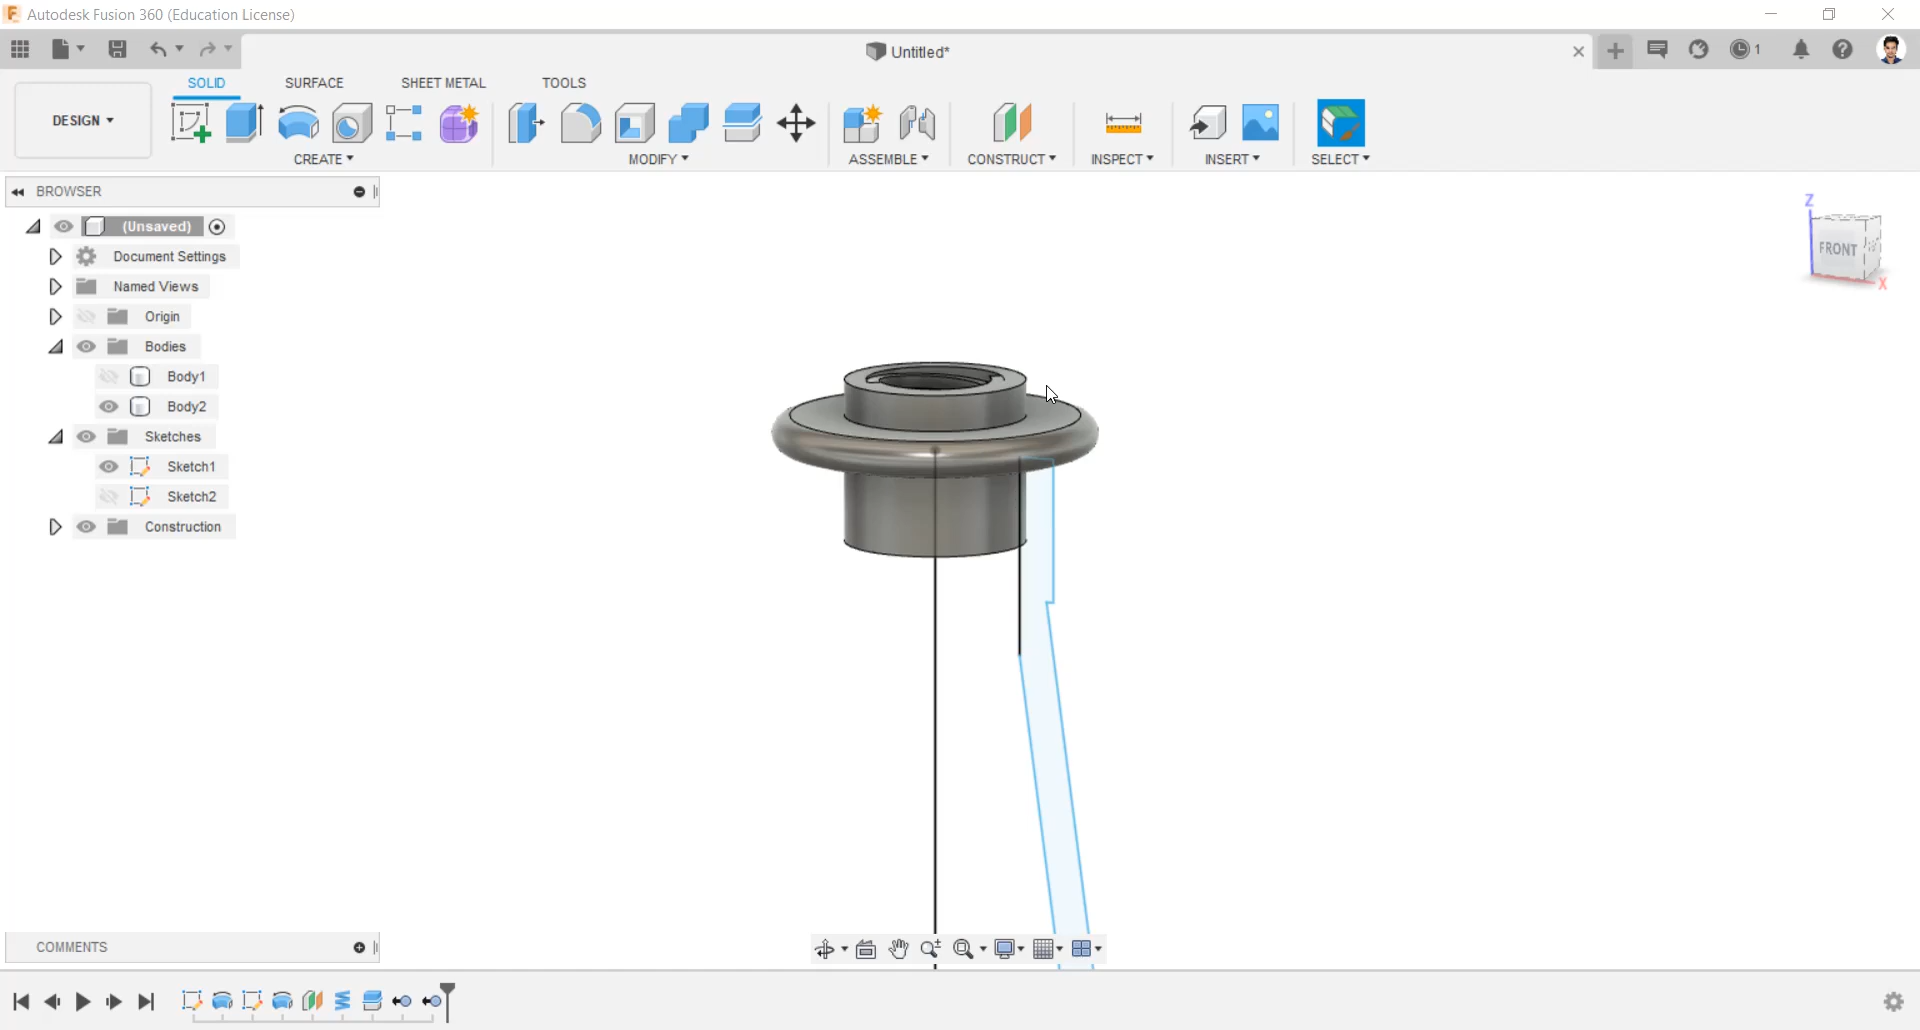 Autodesk Fusion 360 (Education License)
Untitled*
1
SOLID SURFACE SHEET METAL TOOLS
DESIGN
CREATE MODIFY ASSEMBLE CONSTRUCT INSPECT INSERT SELECT
BROWSER
(Unsaved)
Document Settings
Named Views
Origin
Bodies
Body1
Body2
Sketches
Sketch1
Sketch2
Construction
Z
FRONT
X
COMMENTS